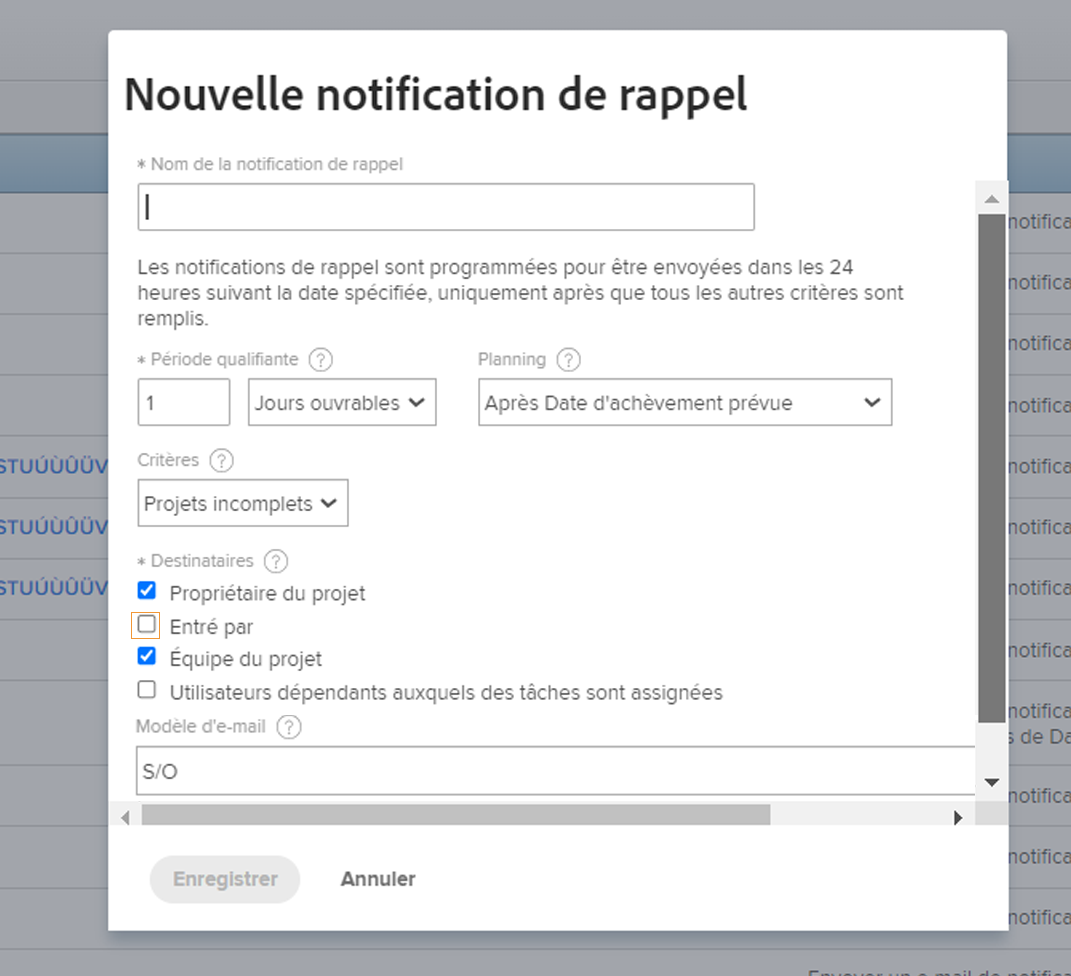 Nouvelle notification de rappel
* Nom de la notification de rappel
Les notifications de rappel sont programmées pour être envoyées dans les 24
heures suivant la date spécifiée, uniquement après que tous les autres critères sont
remplis.
* Période qualifiante ? Planning ?
1 Jours ouvrables Après Date d'achèvement prévue
Critères ?
Projets incomplets
* Destinataires ?
Propriétaire du projet
Entré par
Équipe du projet
Utilisateurs dépendants auxquels des tâches sont assignées
Modèle d'e-mail ?
S/O
Enregistrer Annuler
notifica
notifica
notifica
notifica
STUÚÙÛÜV notifica
STUÚÙÛÜV notifica
STUÚÙÛÜV notifica
notifica
notifica
s de Da
notifica
notifica
notifica